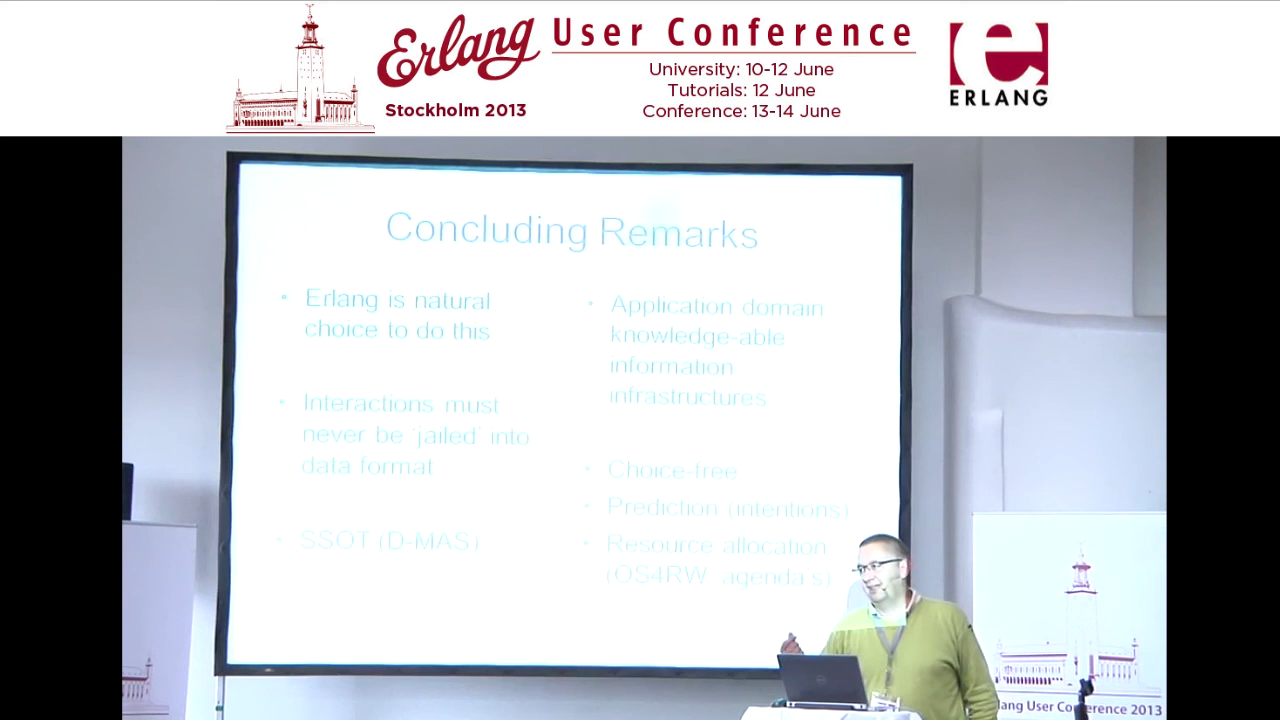 Erlang
Stockholm 2013
User Conference
University: 10-12 June
Tutorials: 12 June
Conference: 13-14 June
e
ERLANG
Concluding Remarks
• Erlang is natural
choice to do this
• Interactions must
never be 'jailed' into
data format
• SSOT (D-MAS)
• Application domain
knowledge-able
information
infrastructures
• Choice-free
• Prediction (intentions)
• Resource allocation
(OS4RW 'agenda's)
lang User Conference 2013